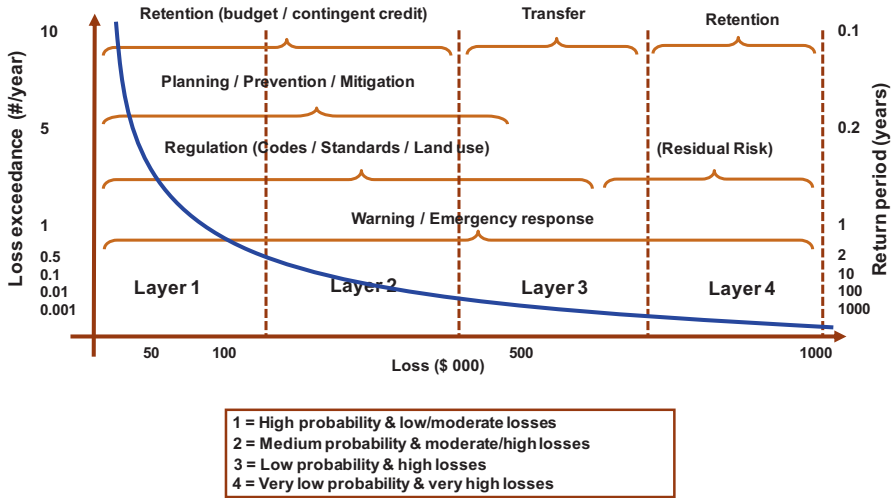 Retention (budget / contingent credit)
Transfer
Retention
Planning / Prevention / Mitigation
Regulation (Codes / Standards / Land use)
(Residual Risk)
Warning / Emergency response
Loss exceedance (#/year)
10
5
1
0.5
0.1
0.01
0.001
Return period (years)
0.1
0.2
1
2
10
100
1000
Layer 1
Layer 2
Layer 3
Layer 4
50
100
500
1000
Loss ($ 000)
1 = High probability & low/moderate losses
2 = Medium probability & moderate/high losses
3 = Low probability & high losses
4 = Very low probability & very high losses